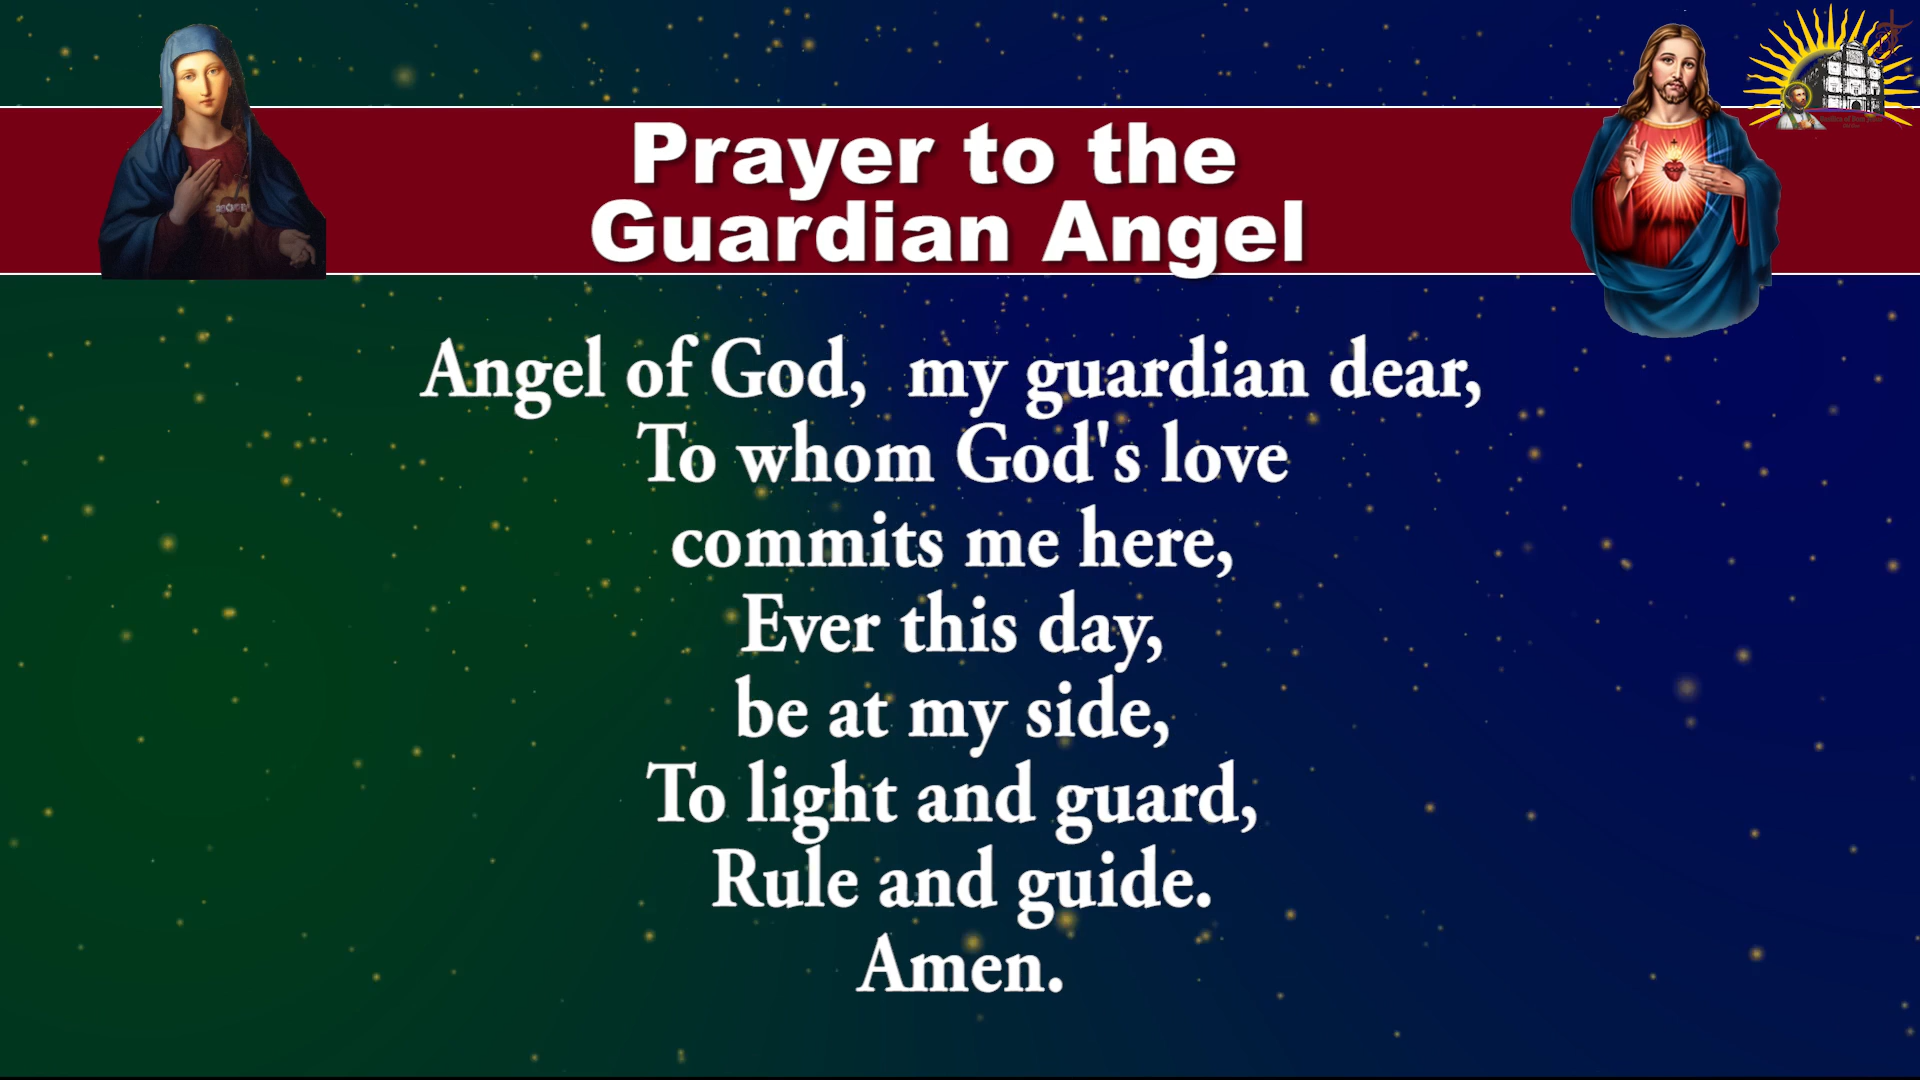 Prayer to the
Guardian Angel
Angel of God,  my guardian dear,
To whom God's love
commits me here,
Ever this day,
be at my side,
To light and guard,
Rule and guide.
Amen.